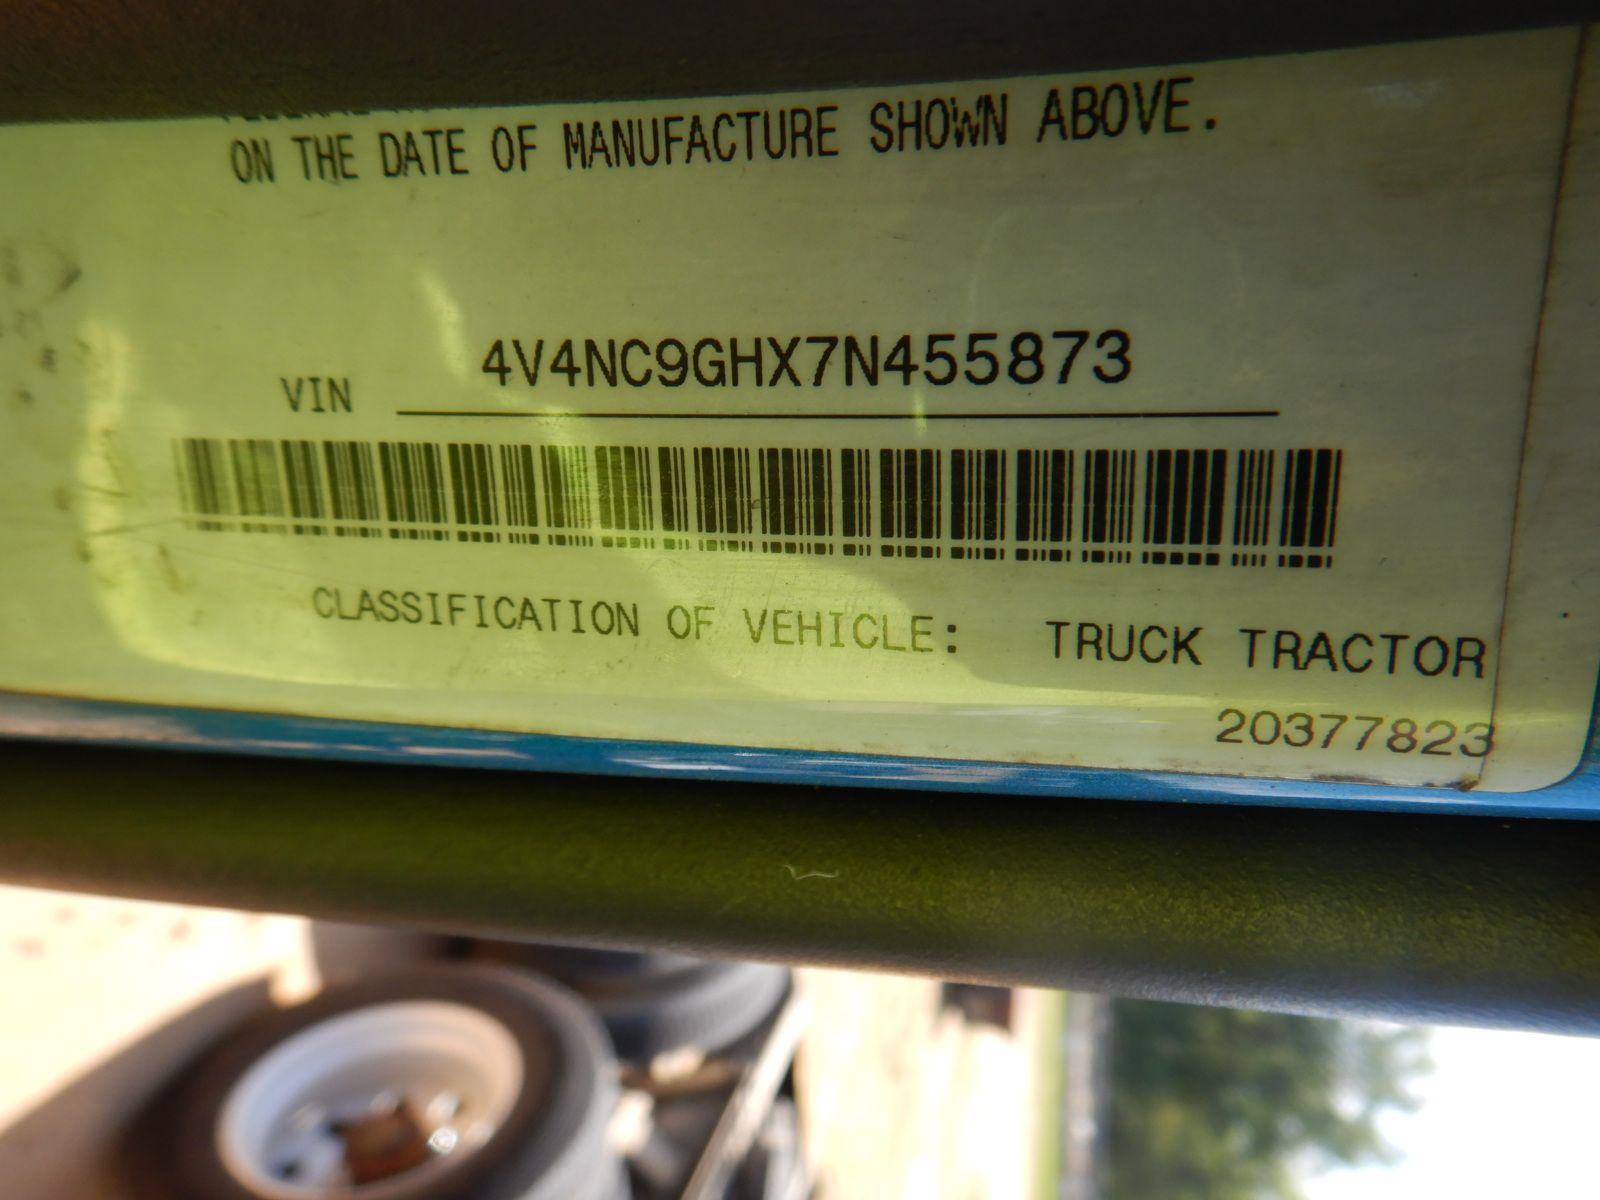 ON THE DATE OF MANUFACTURE SHOWN ABOVE.
4V4NC9GHX7N455873
VIN
CLASSIFICATION OF VEHICLE: TRUCK TRACTOR
20377823